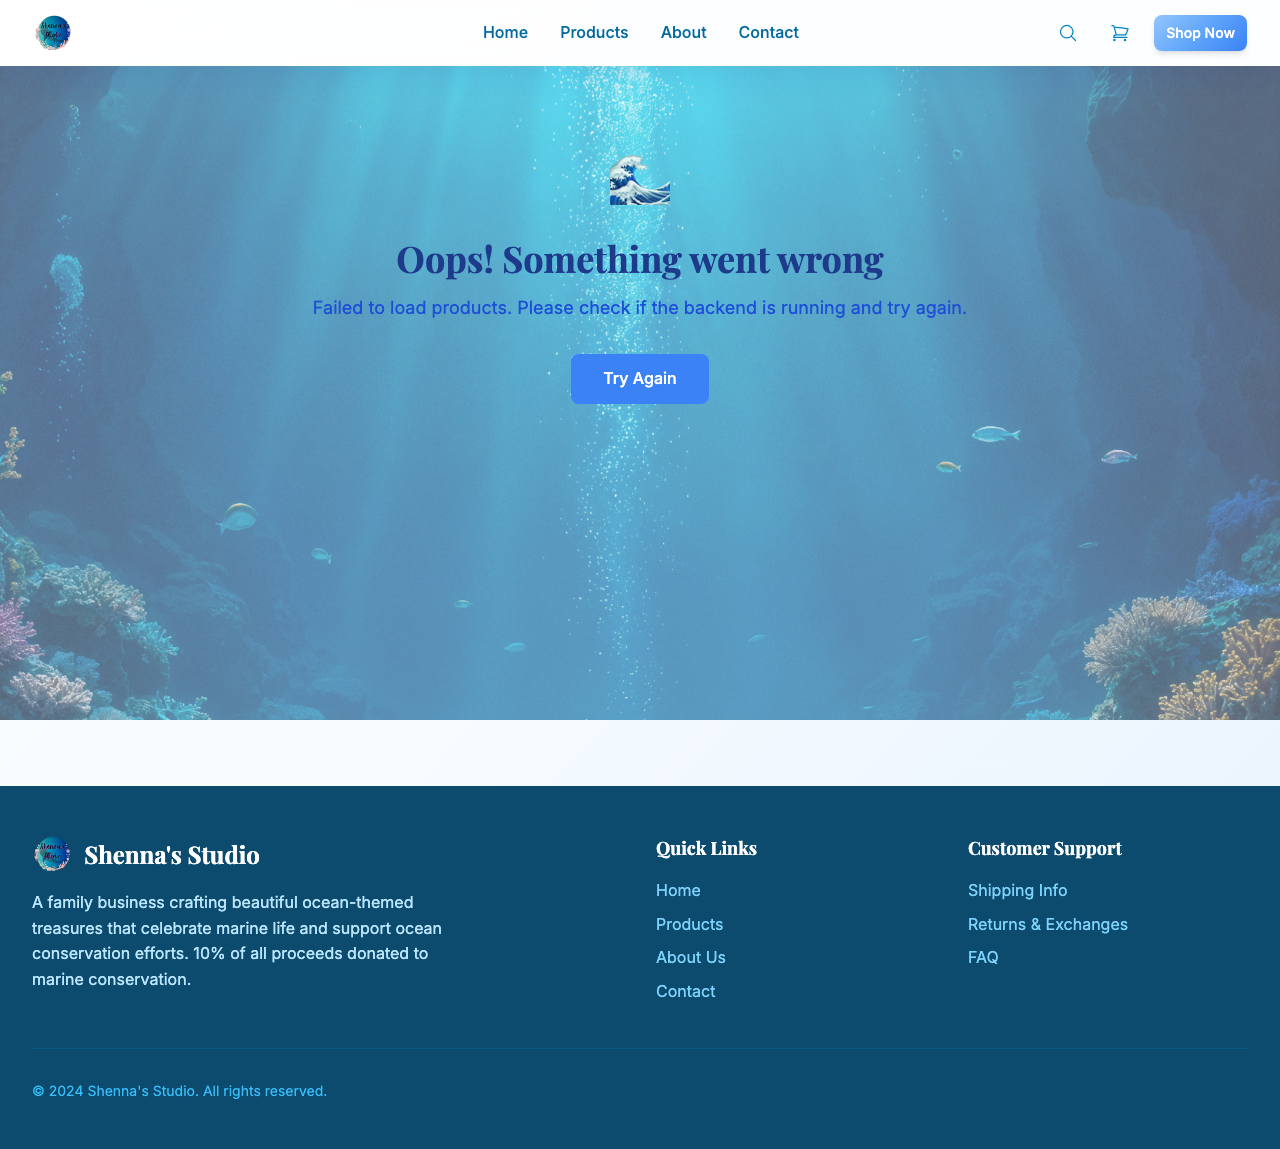 Home Products About Contact Shop Now
Oops! Something went wrong
Failed to load products. Please check if the backend is running and try again.
Try Again
Shenna's Studio
A family business crafting beautiful ocean-themed
treasures that celebrate marine life and support ocean
conservation efforts. 10% of all proceeds donated to
marine conservation.
Quick Links
Home
Products
About Us
Contact
Customer Support
Shipping Info
Returns & Exchanges
FAQ
© 2024 Shenna's Studio. All rights reserved.